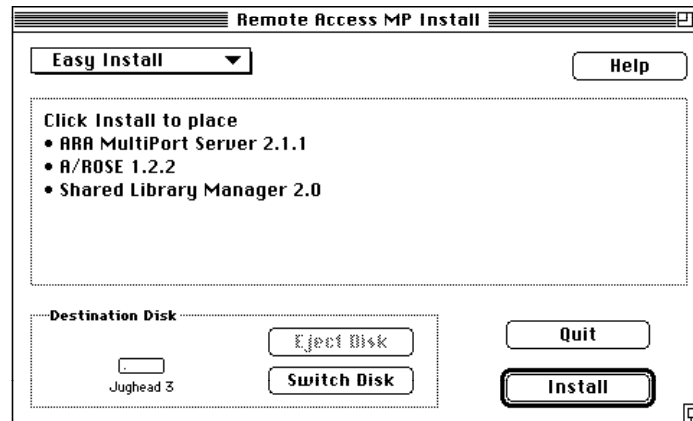 Remote Access MP Install
Easy Install
Help
Click Install to place
• ARA MultiPort Server 2.1.1
• A/ROSE 1.2.2
• Shared Library Manager 2.0
Destination Disk
Eject Disk
Quit
Jughead 3
Switch Disk
Install